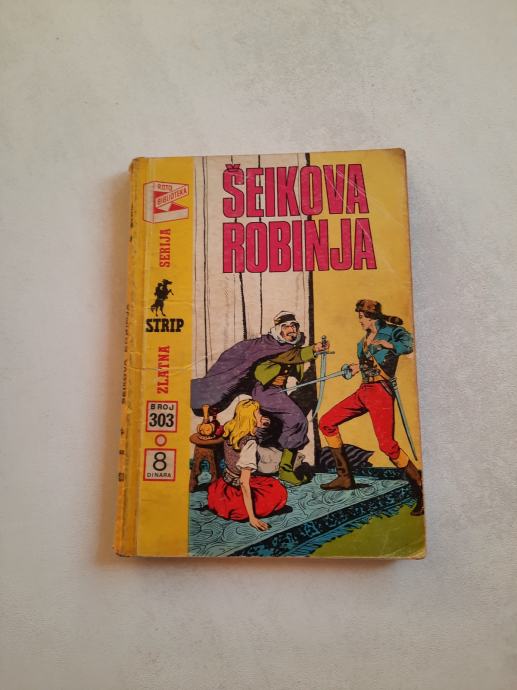 ŠEIKOVA
ROBINJA
ROTO
BIBLIOTEKA
ZLATNA SERIJA
STRIP
BROJ
303
8
DINARA